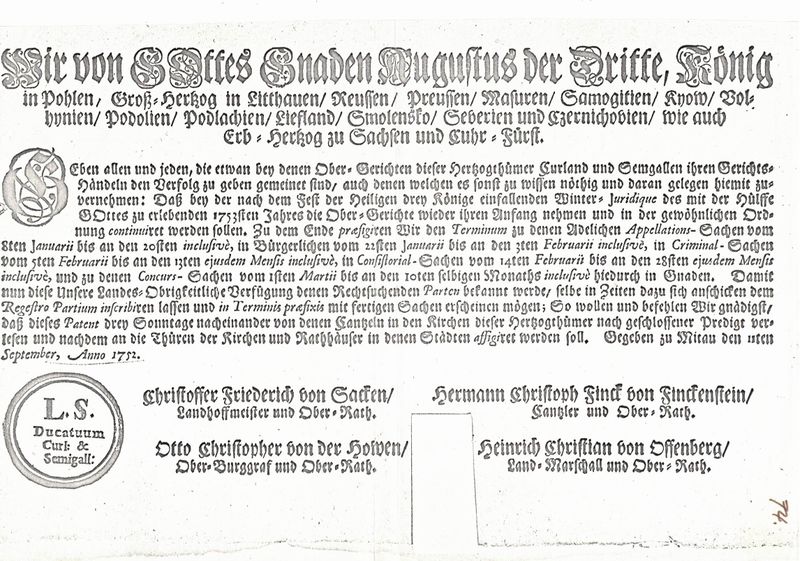 Wir von GOttes Gnaden Augustus der Dritte, König
in Pohlen/ Groß-Hertzog in Litthauen/ Reussen/ Preussen/ Masuren/ Samogitien/ Kyow/ Vol-
hynien/ Podolien/ Podlachien/ Liefland/ Smolensko/ Severien und Czernichovien/ wie auch
Erb-Hertzog zu Sachsen und Cuhr-Fürst.
GEben allen und jeden, die etwan bey denen Ober-Gerichten dieser Hertzogthümer Curland und Semgallen ihren Gerichts-
Händeln den Verfolg zu geben gemeinet sind, auch denen welchen es sonst zu wissen nöthig und daran gelegen hiemit zu-
vernehmen: Daß bey der nach dem Fest der Heiligen drey Könige einfallenden Winter-Juridique des mit der Hülffe
GOttes zu erlebenden 1753sten Jahres die Ober-Gerichte wieder ihren Anfang nehmen und in der gewöhnlichen Ord-
nung continuiret werden sollen. Zu dem Ende præfigiren Wir den Terminum zu denen Adelichen Appellations-Sachen vom
8ten Januarii bis an den 20sten inclusivè, in Bürgerlichen vom 22sten Januarii bis an den 3ten Februarii inclusivè, in Criminal-Sachen
vom 5ten Februarii bis an den 13ten ejusdem Mensis inclusivè, in Consistorial-Sachen vom 14ten Februarii bis an den 28sten ejusdem Mensis
inclusivè, und zu denen Concurs-Sachen vom 1sten Martii bis an den 10ten selbigen Monaths inclusivè hiedurch in Gnaden. Damit
nun diese Unsere Landes-Obrigkeitliche Verfügung denen Rechtsuchenden Parten bekannt werde, selbe in Zeiten dazu sich anschicken dem
Regestro Partium inscribiren lassen und in Terminis præfixis mit fertigen Sachen erscheinen mögen; So wollen und befehlen Wir gnädigst,
daß dieses Patent drey Sonntage nacheinander von denen Cantzeln in den Kirchen dieser Hertzogthümer nach geschlossener Predigt ver-
lesen und nachdem an die Thüren der Kirchen und Rathhäuser in denen Städten affigiret werden soll. Gegeben zu Mitau den 11ten
September, Anno 1752.
L. S.
Ducatuum
Curl: &
Semigall:
Christoffer Friederich von Sacken/
Landhoffmeister und Ober-Rath.
Hermann Christoph Finck von Finckenstein/
Cantzler und Ober-Rath.
Otto Christopher von der Howen/
Ober-Burggraf und Ober-Rath.
Heinrich Christian von Offenberg/
Land-Marschall und Ober-Rath.
74.